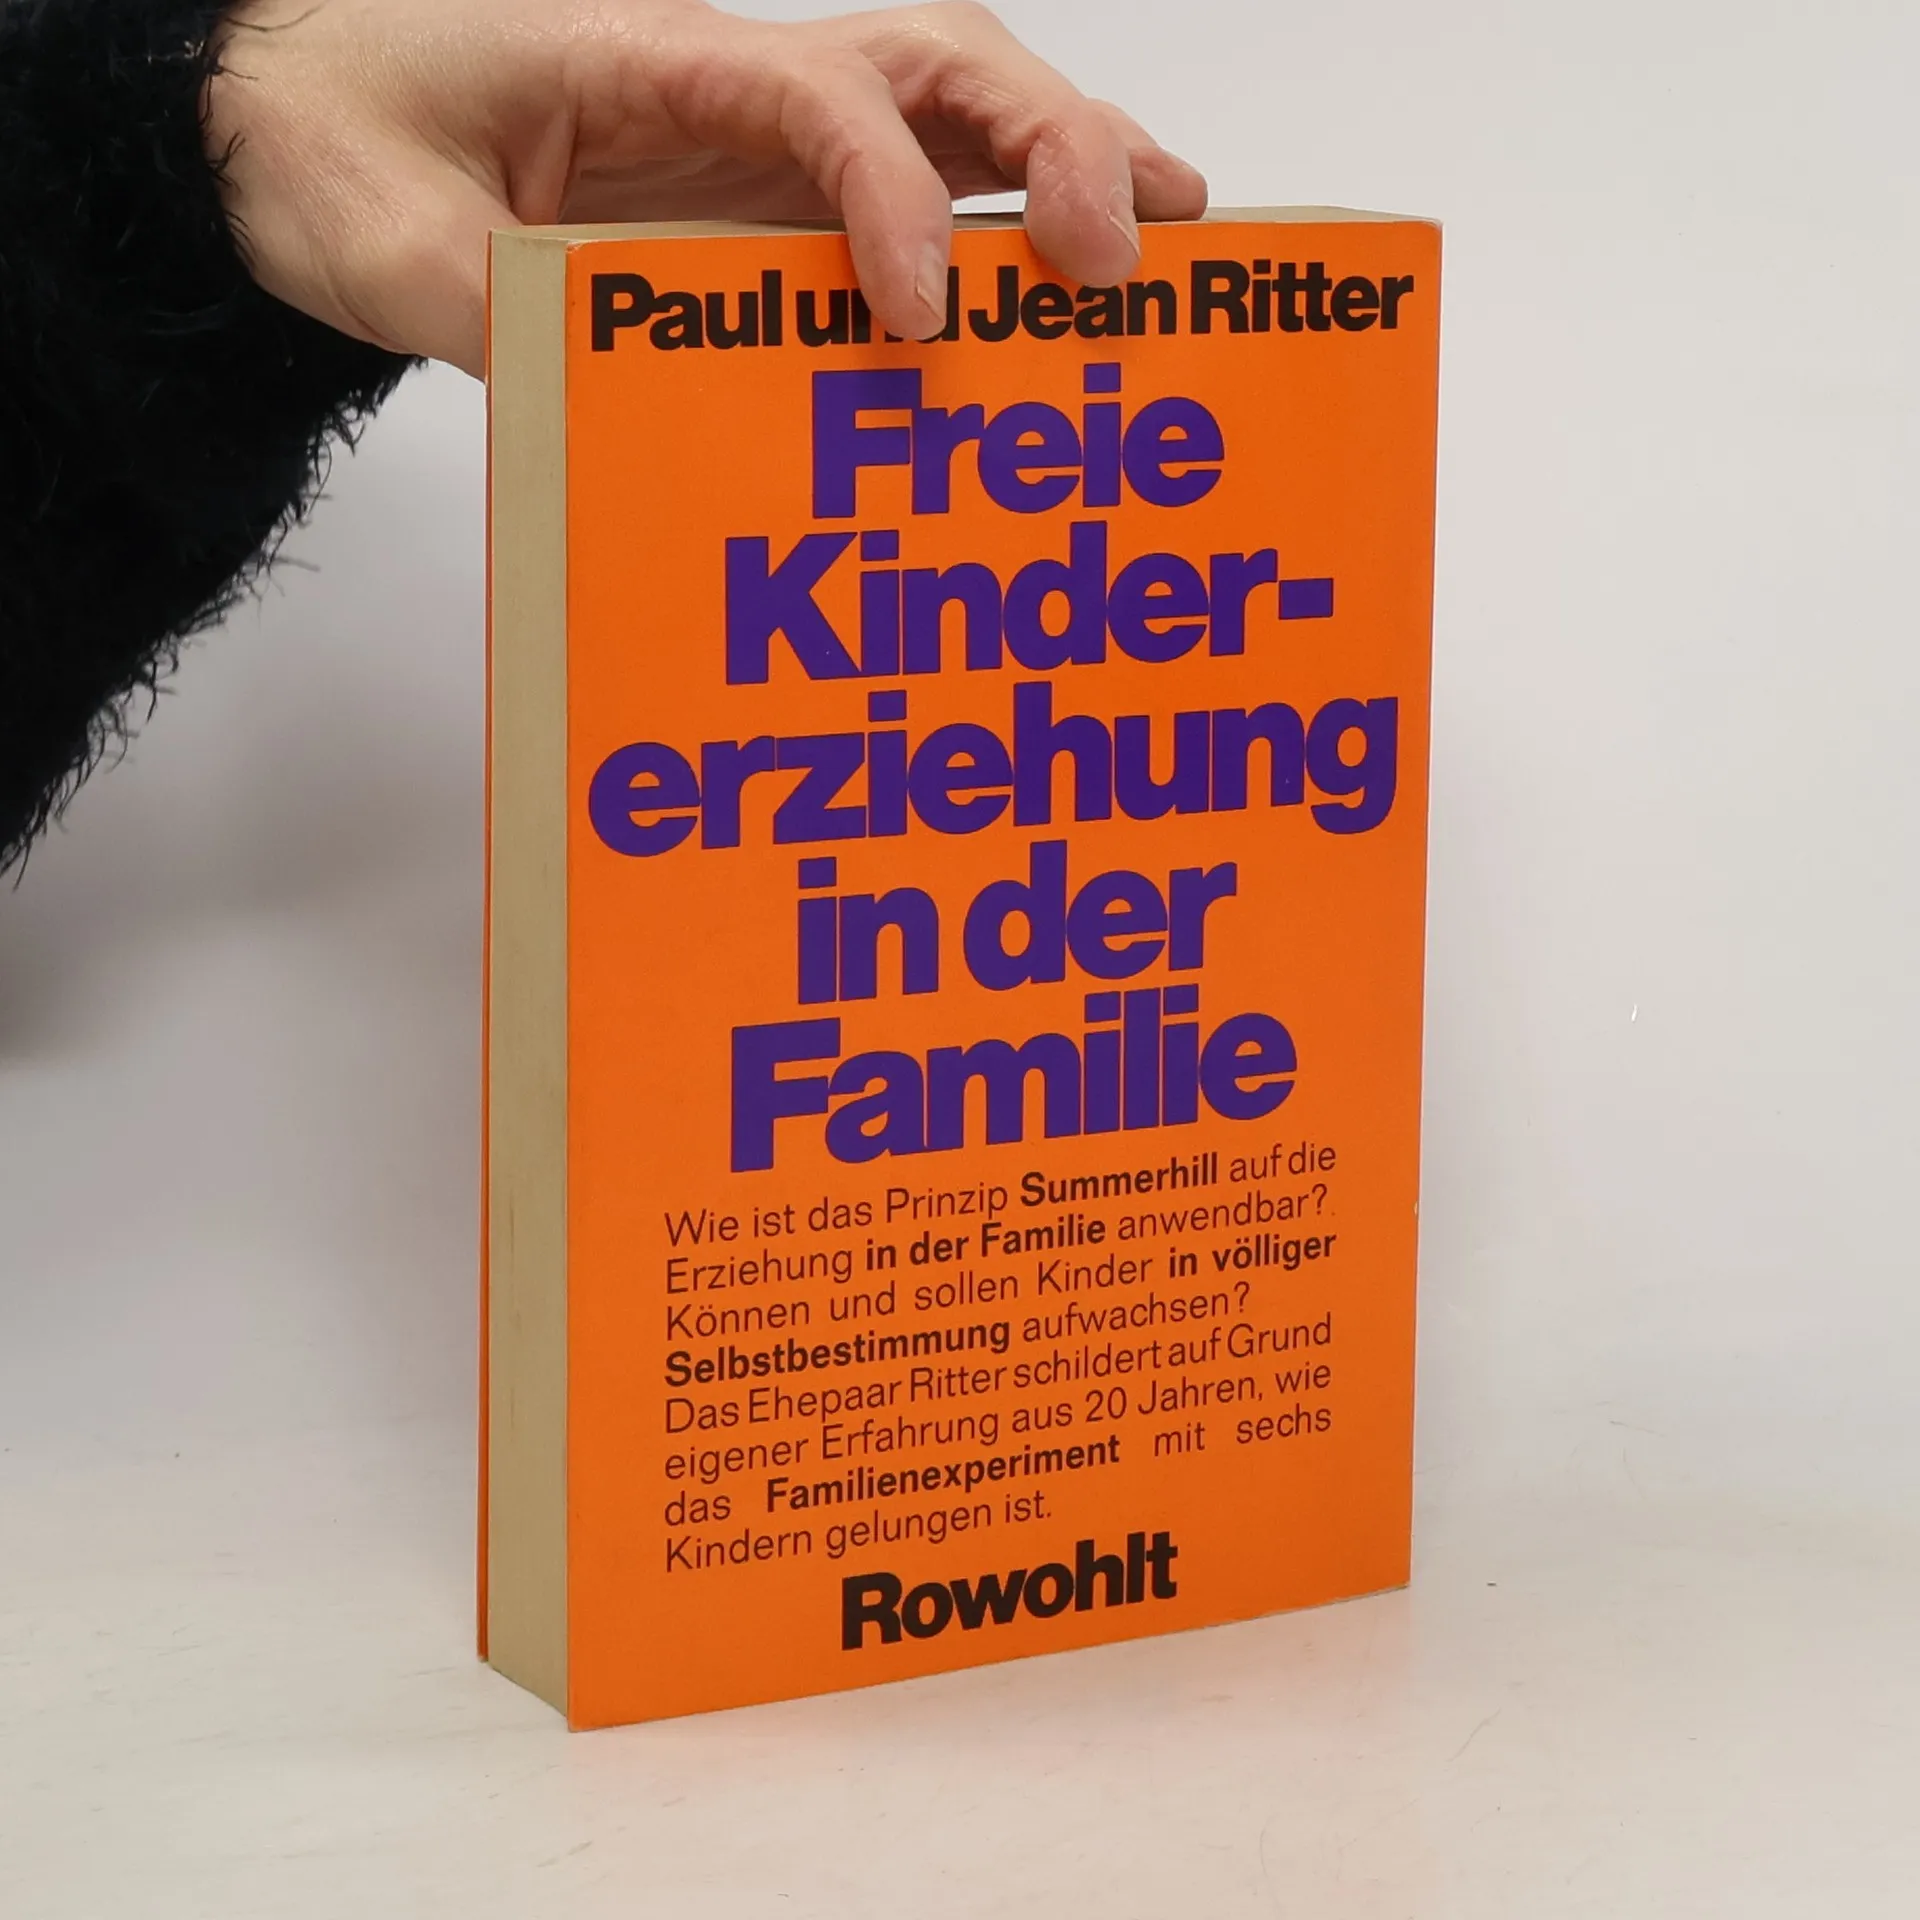 Paul und Jean Ritter
Freie
Kinder-
erziehung
in der
Familie
Wie ist das Prinzip Summerhill auf die
Erziehung in der Familie anwendbar?
Können und sollen Kinder in völliger
Selbstbestimmung aufwachsen?
Das Ehepaar Ritter schildert auf Grund
eigener Erfahrung aus 20 Jahren, wie
das Familienexperiment mit sechs
Kindern gelungen ist.
Rowohlt